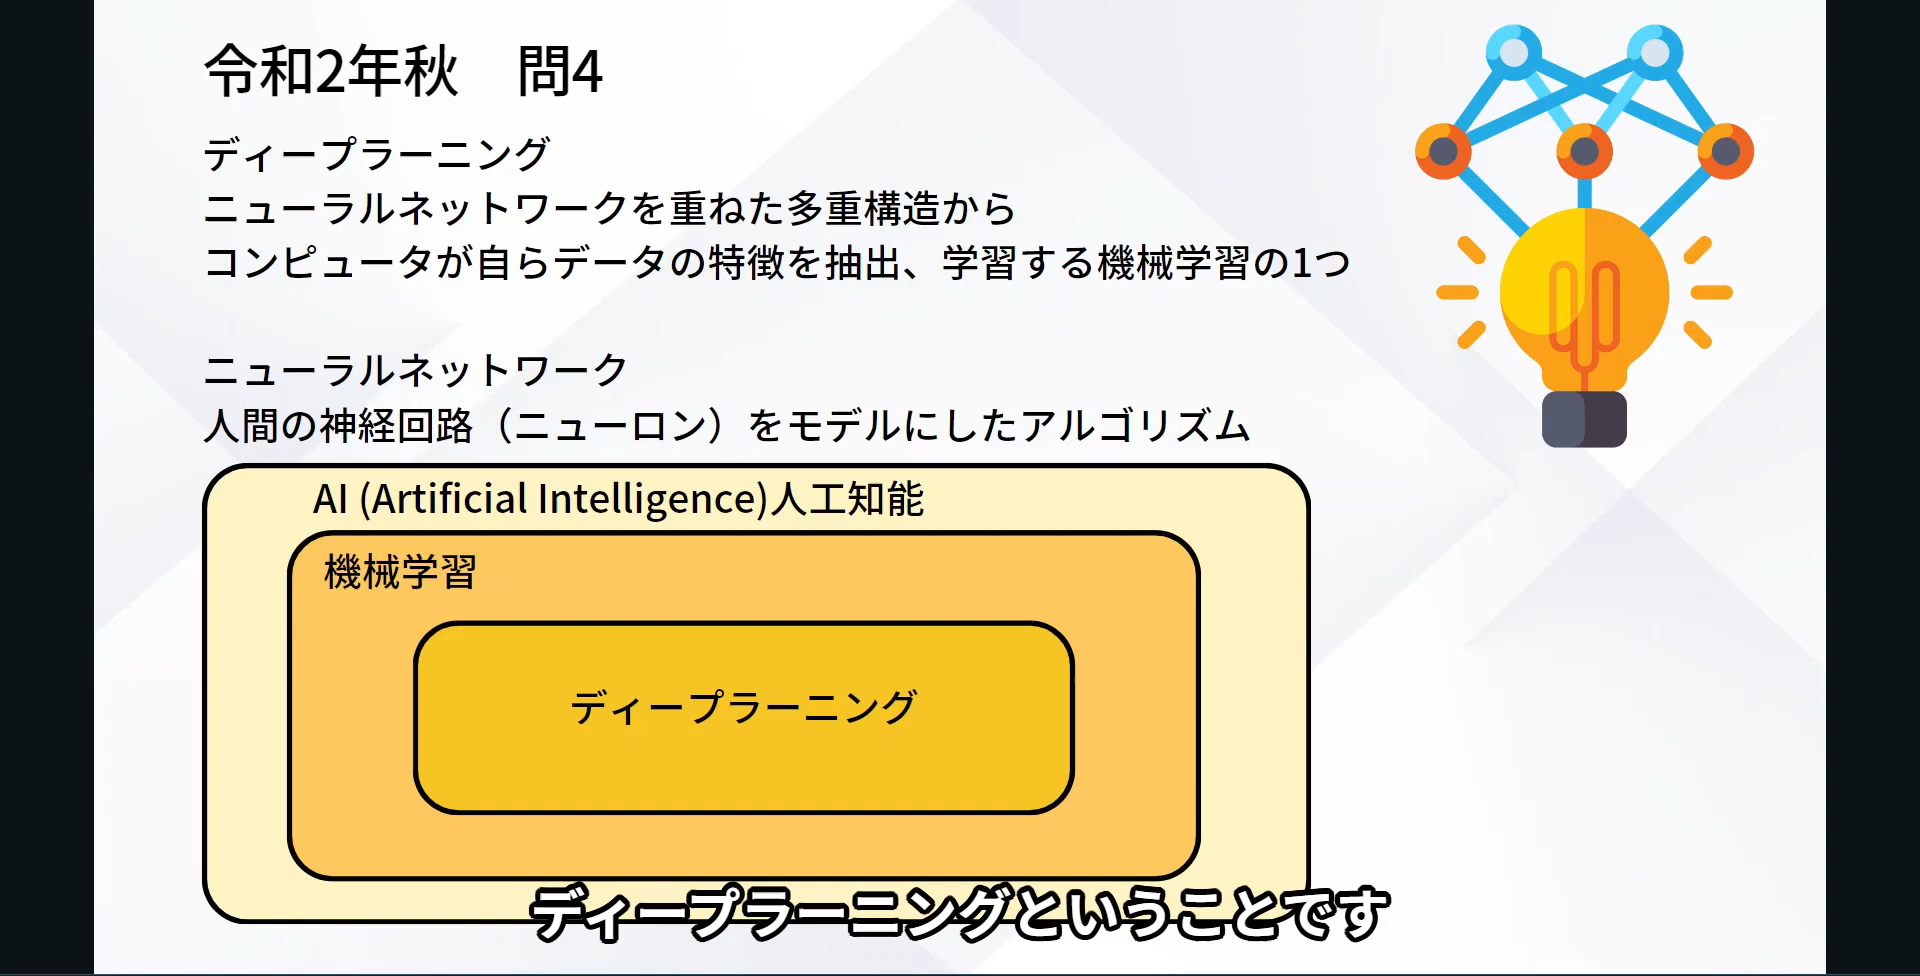 令和2年秋　問4
ディープラーニング
ニューラルネットワークを重ねた多重構造から
コンピュータが自らデータの特徴を抽出、学習する機械学習の1つ
ニューラルネットワーク
人間の神経回路（ニューロン）をモデルにしたアルゴリズム
AI (Artificial Intelligence)人工知能
機械学習
ディープラーニング
ディープラーニングということです